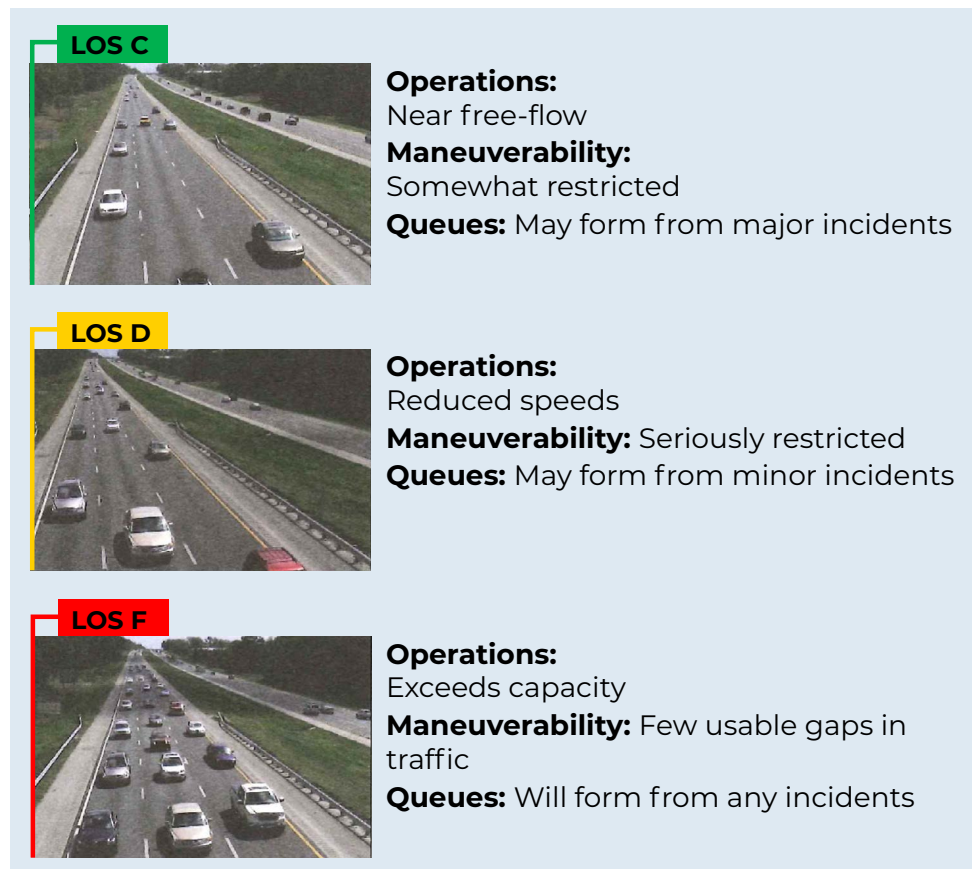 LOS C
Operations:
Near free-flow
Maneuverability:
Somewhat restricted
Queues: May form from major incidents
LOS D
Operations:
Reduced speeds
Maneuverability: Seriously restricted
Queues: May form from minor incidents
LOS F
Operations:
Exceeds capacity
Maneuverability: Few usable gaps in
traffic
Queues: Will form from any incidents